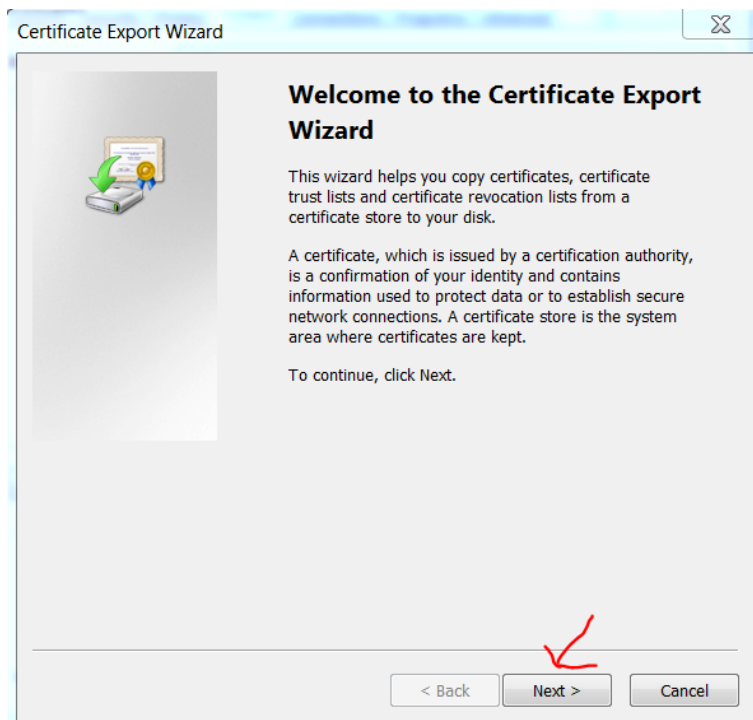 Certificate Export Wizard
Welcome to the Certificate Export
Wizard
This wizard helps you copy certificates, certificate
trust lists and certificate revocation lists from a
certificate store to your disk.
A certificate, which is issued by a certification authority,
is a confirmation of your identity and contains
information used to protect data or to establish secure
network connections. A certificate store is the system
area where certificates are kept.
To continue, click Next.
< Back Next > Cancel